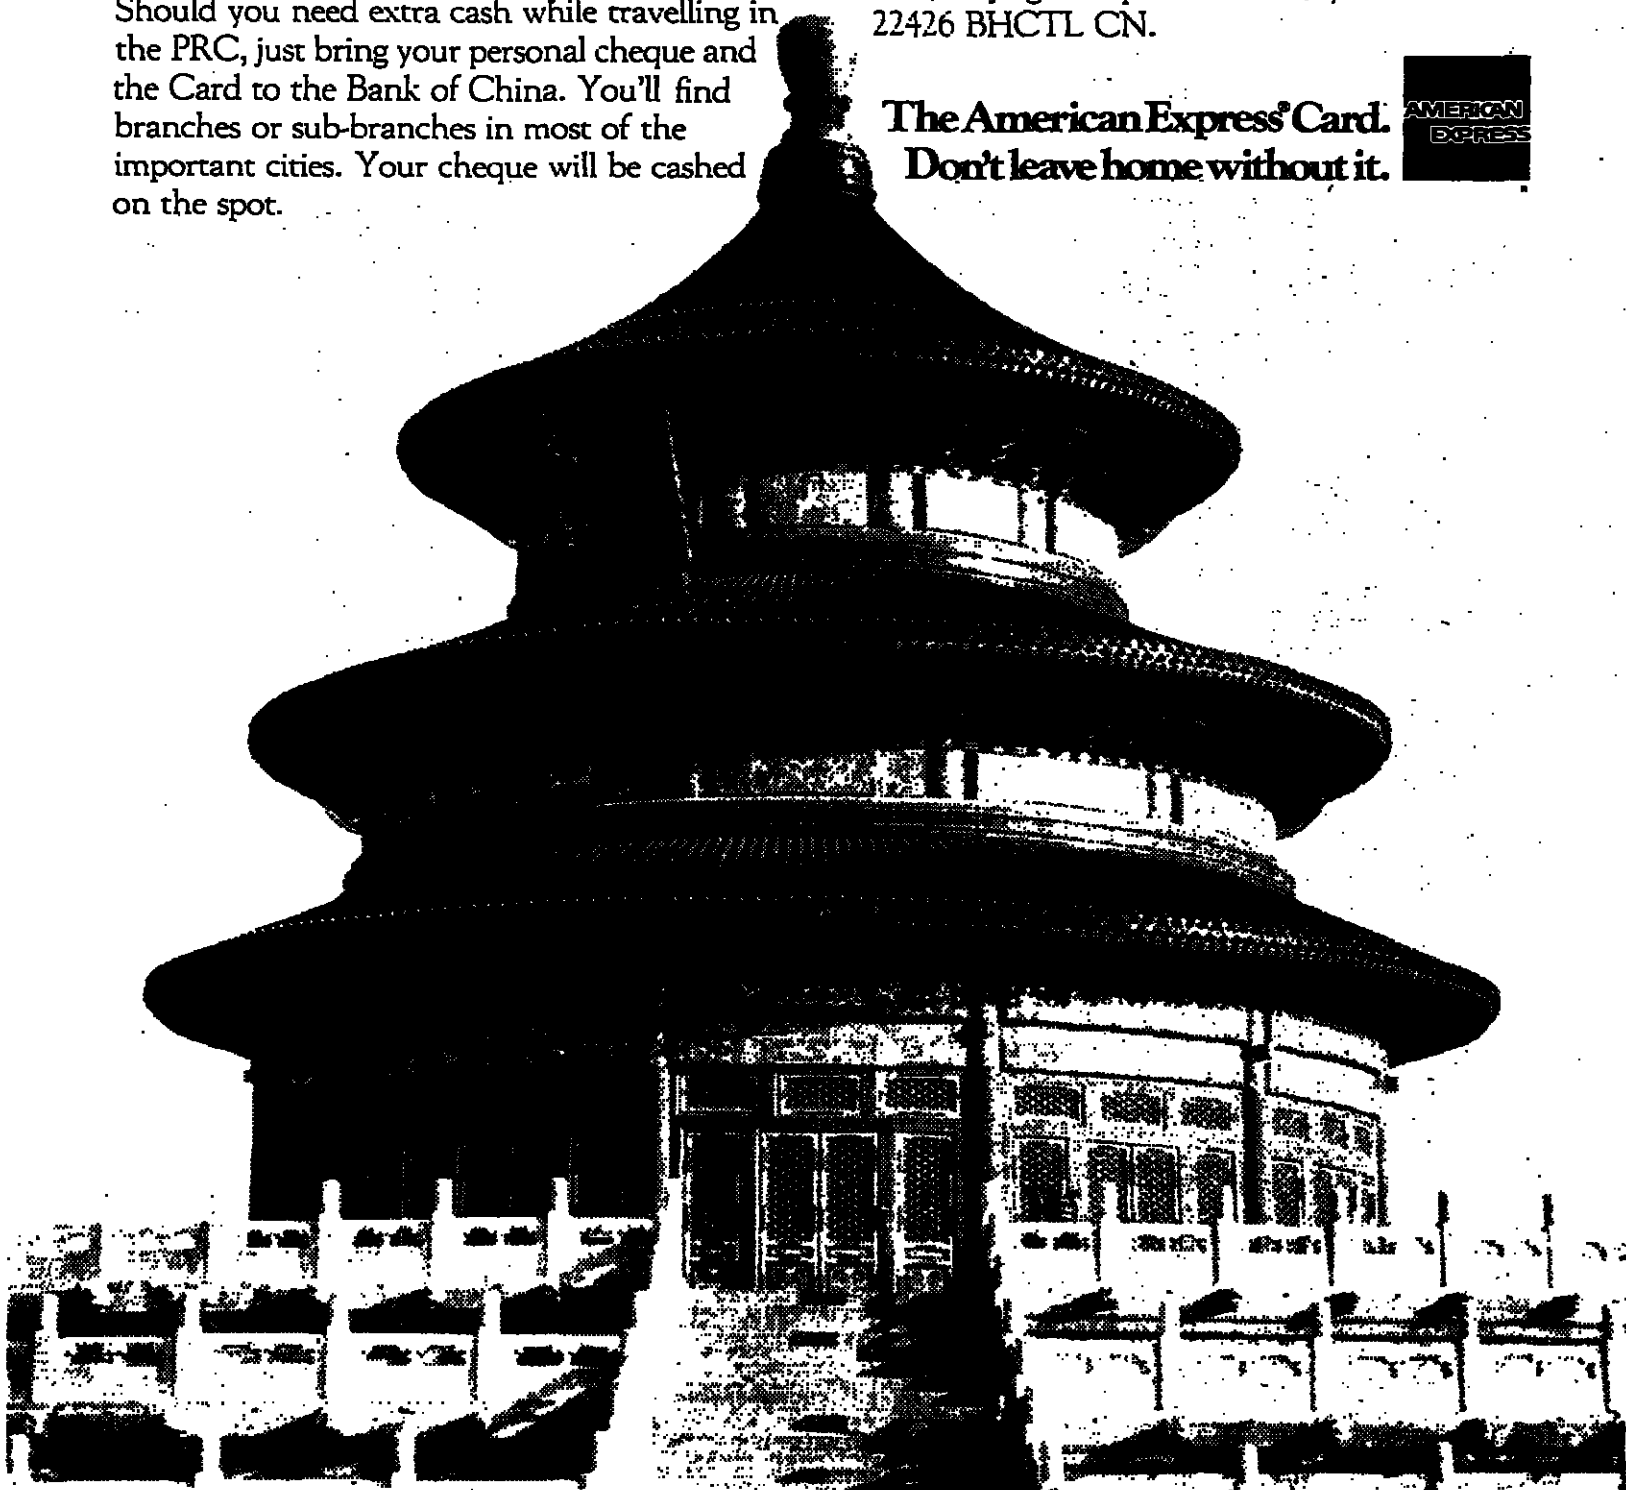 Should you need extra cash while travelling in
the PRC, just bring your personal cheque and
the Card to the Bank of China. You'll find
branches or sub-branches in most of the
important cities. Your cheque will be cashed
on the spot.
22426 BHCTL CN.
The American Express® Card.
Don't leave home without it.
AMERICAN
EXPRESS